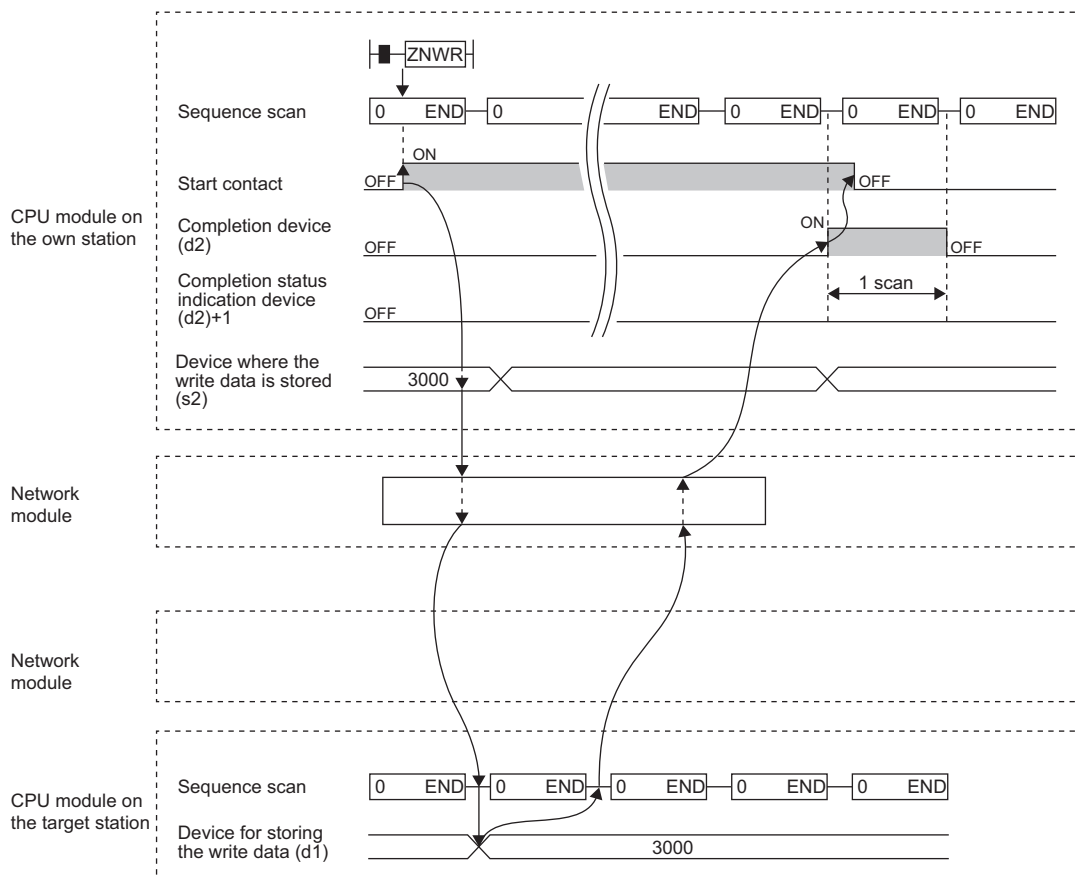 ZNWR
Sequence scan
0 END 0 END 0 END 0 END 0
ON
Start contact
OFF
OFF
CPU module on
the own station
Completion device
(d2)
ON
OFF
OFF
Completion status
indication device
(d2)+1
1 scan
OFF
Device where the
write data is stored
(s2)
3000
Network
module
Network
module
CPU module on
the target station
Sequence scan
0 END 0 END 0 END 0 END 0 END
Device for storing
the write data (d1)
3000